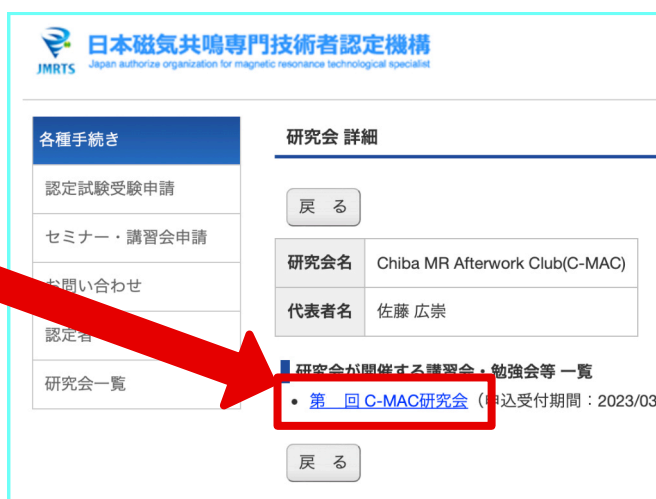 日本磁気共鳴専門技術者認定機構
JMRTS
Japan authorize organization for magnetic resonance technological specialist
各種手続き
認定試験受験申請
セミナー・講習会申請
お問い合わせ
認定者
研究会一覧
研究会 詳細
戻 る
研究会名 Chiba MR Afterwork Club(C-MAC)
代表者名 佐藤 広崇
研究会が開催する講習会・勉強会等 一覧
• 第 回 C-MAC研究会（申込受付期間：2023/03
戻 る